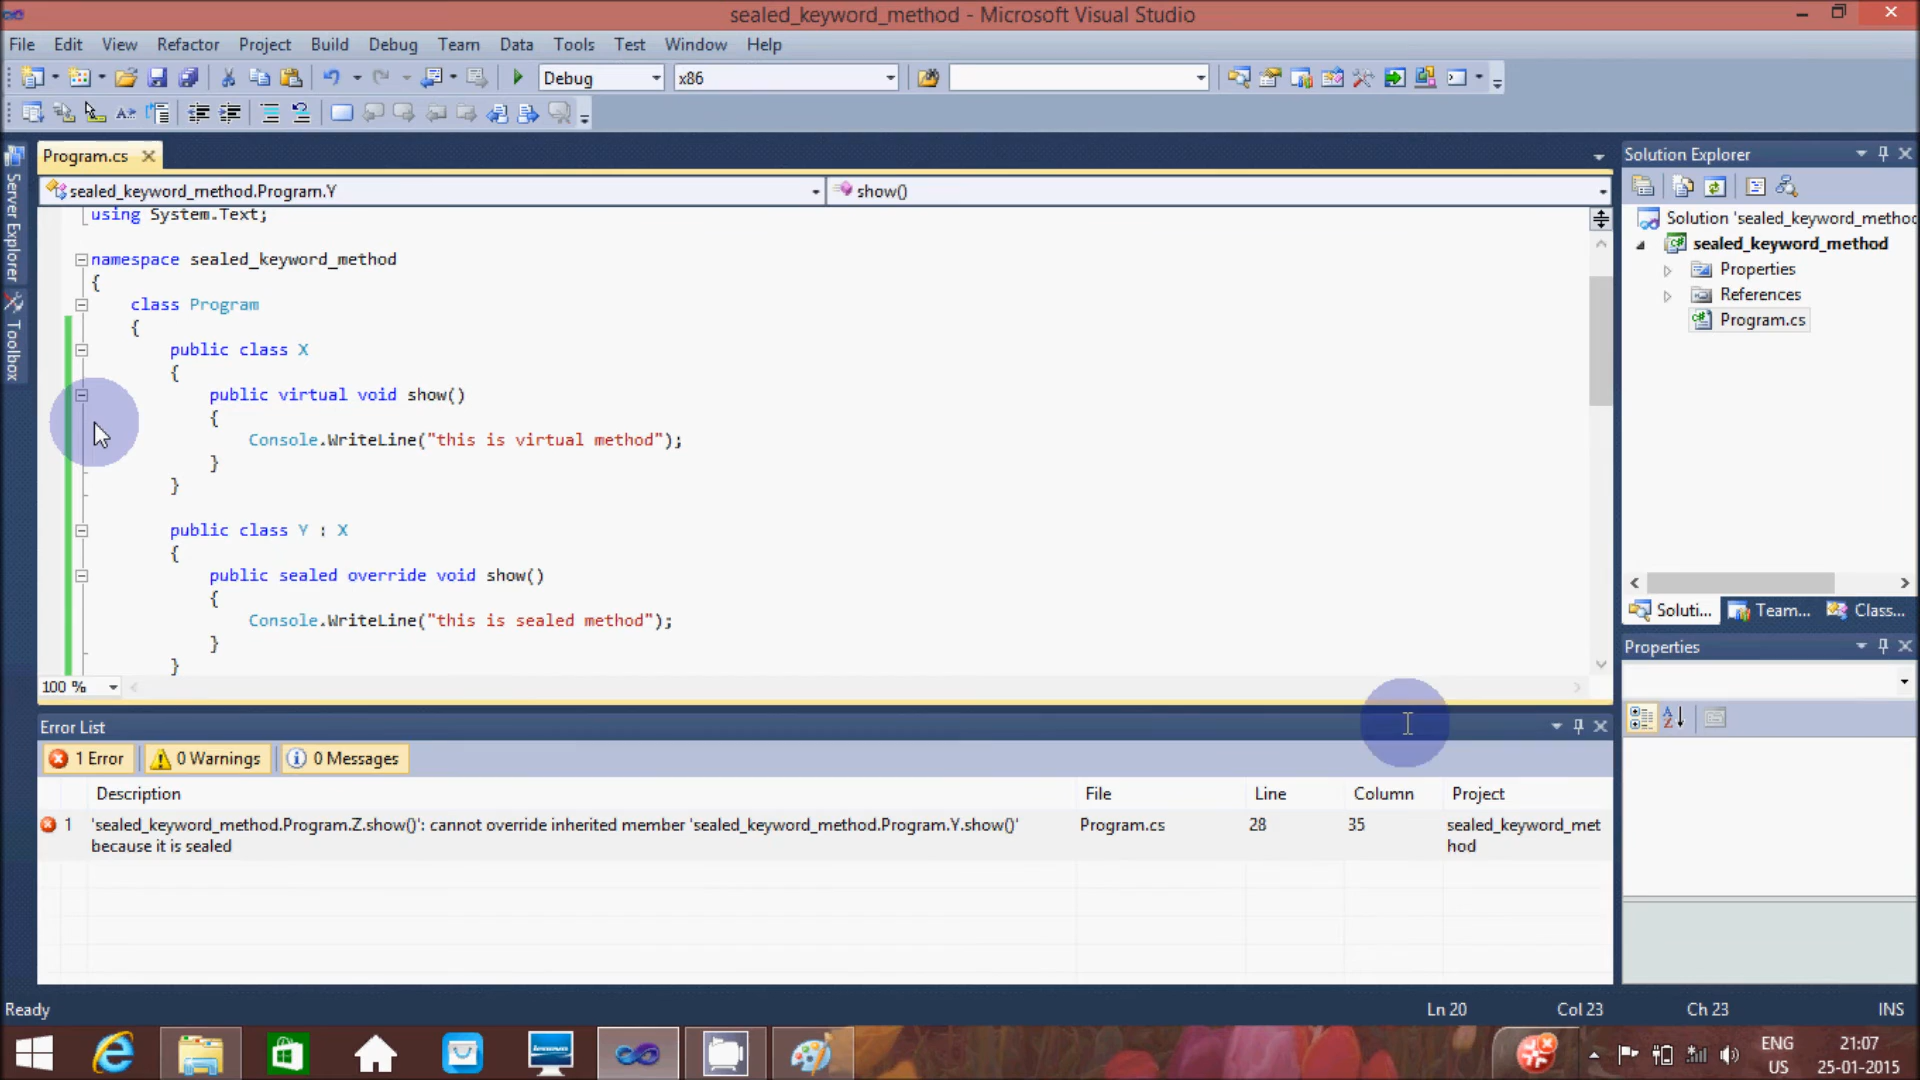 sealed_keyword_method - Microsoft Visual Studio
File Edit View Refactor Project Build Debug Team Data Tools Test Window Help
Debug x86
Server Explorer
Toolbox
Program.cs
sealed_keyword_method.Program.Y show()
using System.Text;
namespace sealed_keyword_method
{
class Program
{
public class X
{
public virtual void show()
{
Console.WriteLine("this is virtual method");
}
}
public class Y : X
{
public sealed override void show()
{
Console.WriteLine("this is sealed method");
}
}
100 %
Solution Explorer
Solution 'sealed_keyword_method
sealed_keyword_method
Properties
References
Program.cs
Soluti... Team... Class...
Properties
Error List
1 Error 0 Warnings 0 Messages
Description File Line Column Project
1 'sealed_keyword_method.Program.Z.show()': cannot override inherited member 'sealed_keyword_method.Program.Y.show()' because it is sealed Program.cs 28 35 sealed_keyword_method
Ready Ln 20 Col 23 Ch 23 INS
ENG 21:07
US 25-01-2015